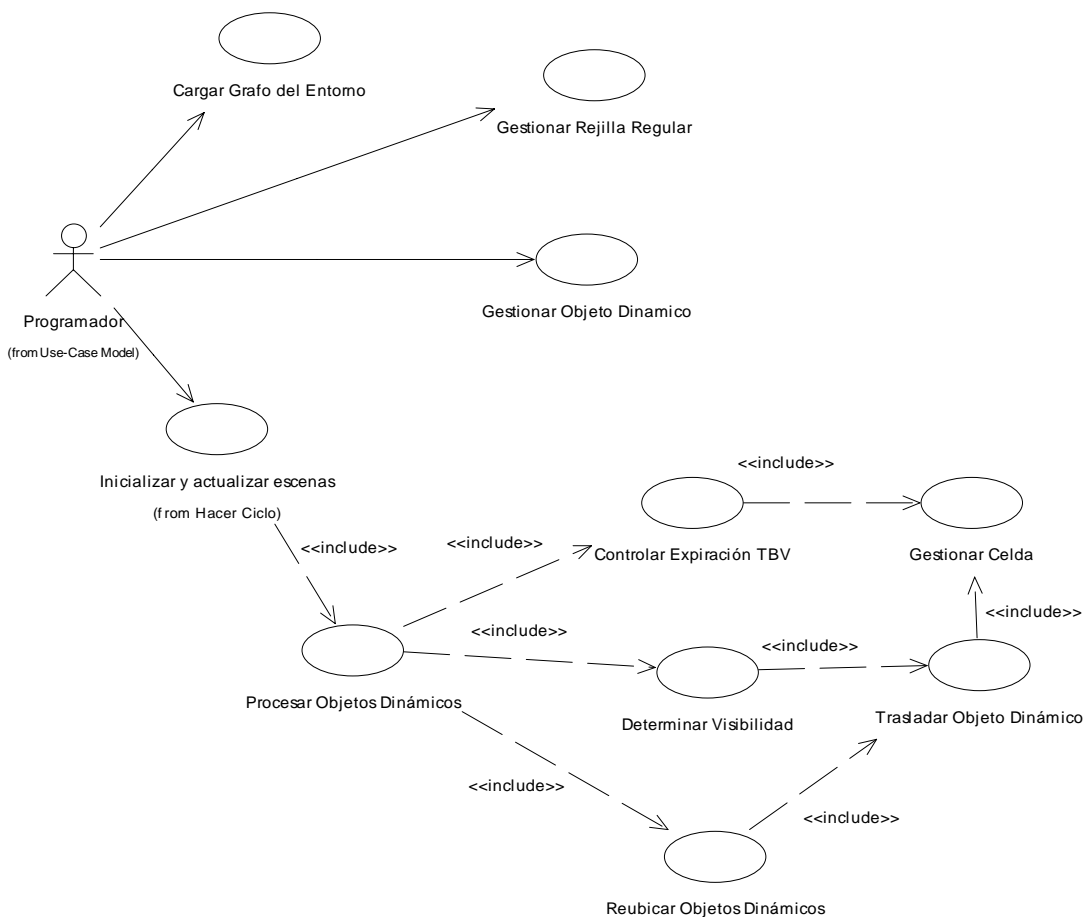 Cargar Grafo del Entorno
Gestionar Rejilla Regular
Gestionar Objeto Dinamico
Programador
(from Use-Case Model)
Inicializar y actualizar escenas
(from Hacer Ciclo)
<<include>>
<<include>>
<<include>>
Controlar Expiración TBV
Gestionar Celda
<<include>>
<<include>>
<<include>>
Procesar Objetos Dinámicos
Determinar Visibilidad
Trasladar Objeto Dinámico
<<include>>
<<include>>
Reubicar Objetos Dinámicos